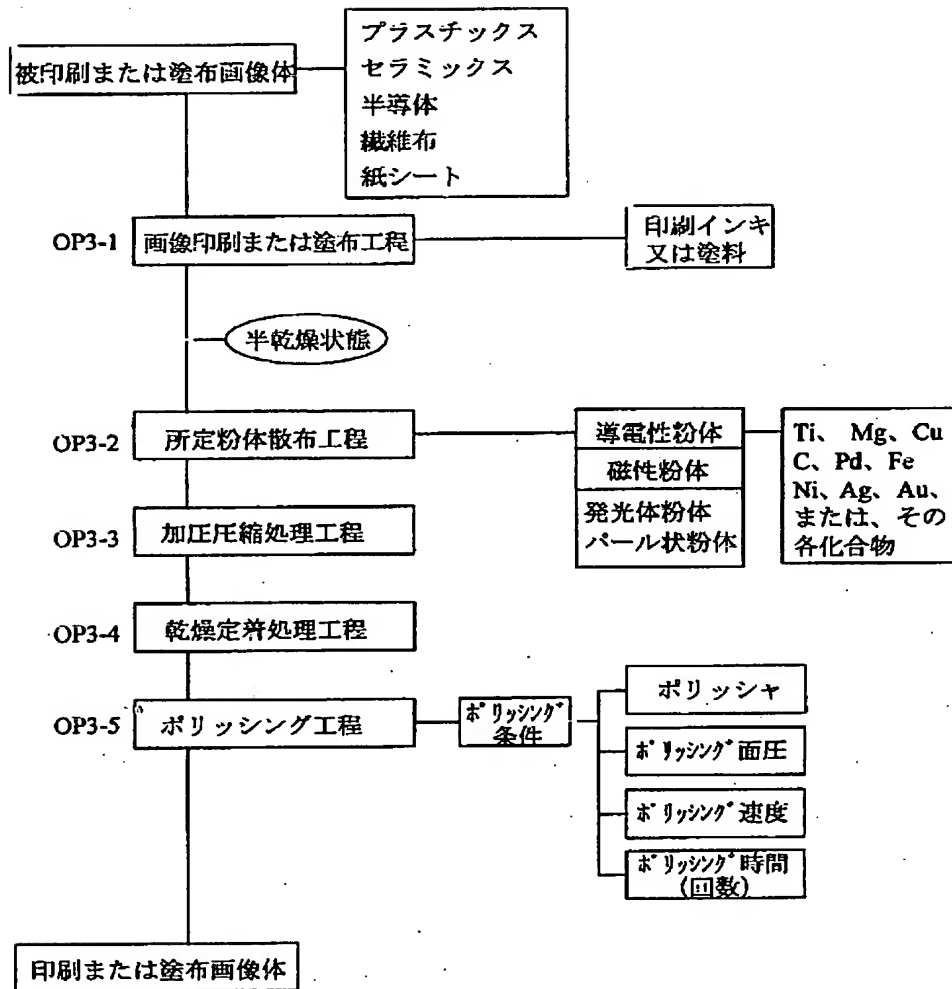 被印刷または塗布画像体
プラスチックス
セラミックス
半導体
繊維布
紙シート
OP3-1
画像印刷または塗布工程
印刷インキ
又は塗料
半乾燥状態
OP3-2
所定粉体散布工程
導電性粉体
磁性粉体
発光体粉体
パール状粉体
Ti、Mg、Cu
C、Pd、Fe
Ni、Ag、Au、
または、その
各化合物
OP3-3
加圧圧縮処理工程
OP3-4
乾燥定着処理工程
OP3-5
ポリッシング工程
ﾎﾟﾘｯｼﾝｸﾞ
条件
ポリッシャ
ﾎﾟﾘｯｼﾝｸﾞ面圧
ﾎﾟﾘｯｼﾝｸﾞ速度
ﾎﾟﾘｯｼﾝｸﾞ時間
(回数)
印刷または塗布画像体